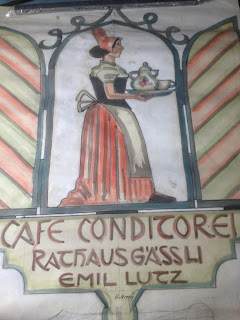 CAFE CONDITOREI
RATHAUSGÄSSLI
EMIL LUTZ